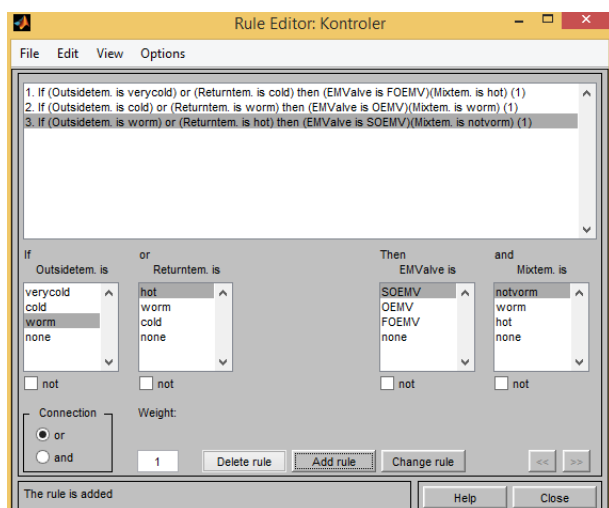 Rule Editor: Kontroler
File Edit View Options
1. If (Outsidetem. is verycold) or (Returntem. is cold) then (EMValve is FOEMV)(Mixtem. is hot) (1)
2. If (Outsidetem. is cold) or (Returntem. is worm) then (EMValve is OEMV)(Mixtem. is worm) (1)
3. If (Outsidetem. is worm) or (Returntem. is hot) then (EMValve is SOEMV)(Mixtem. is notvorm) (1)
If or Then and
Outsidetem. is Returntem. is EMValve is Mixtem. is
verycold hot SOEMV notvorm
cold worm OEMV worm
worm cold FOEMV hot
none none none none
not not not not
Connection Weight:
or
and 1 Delete rule Add rule Change rule << >>
The rule is added Help Close